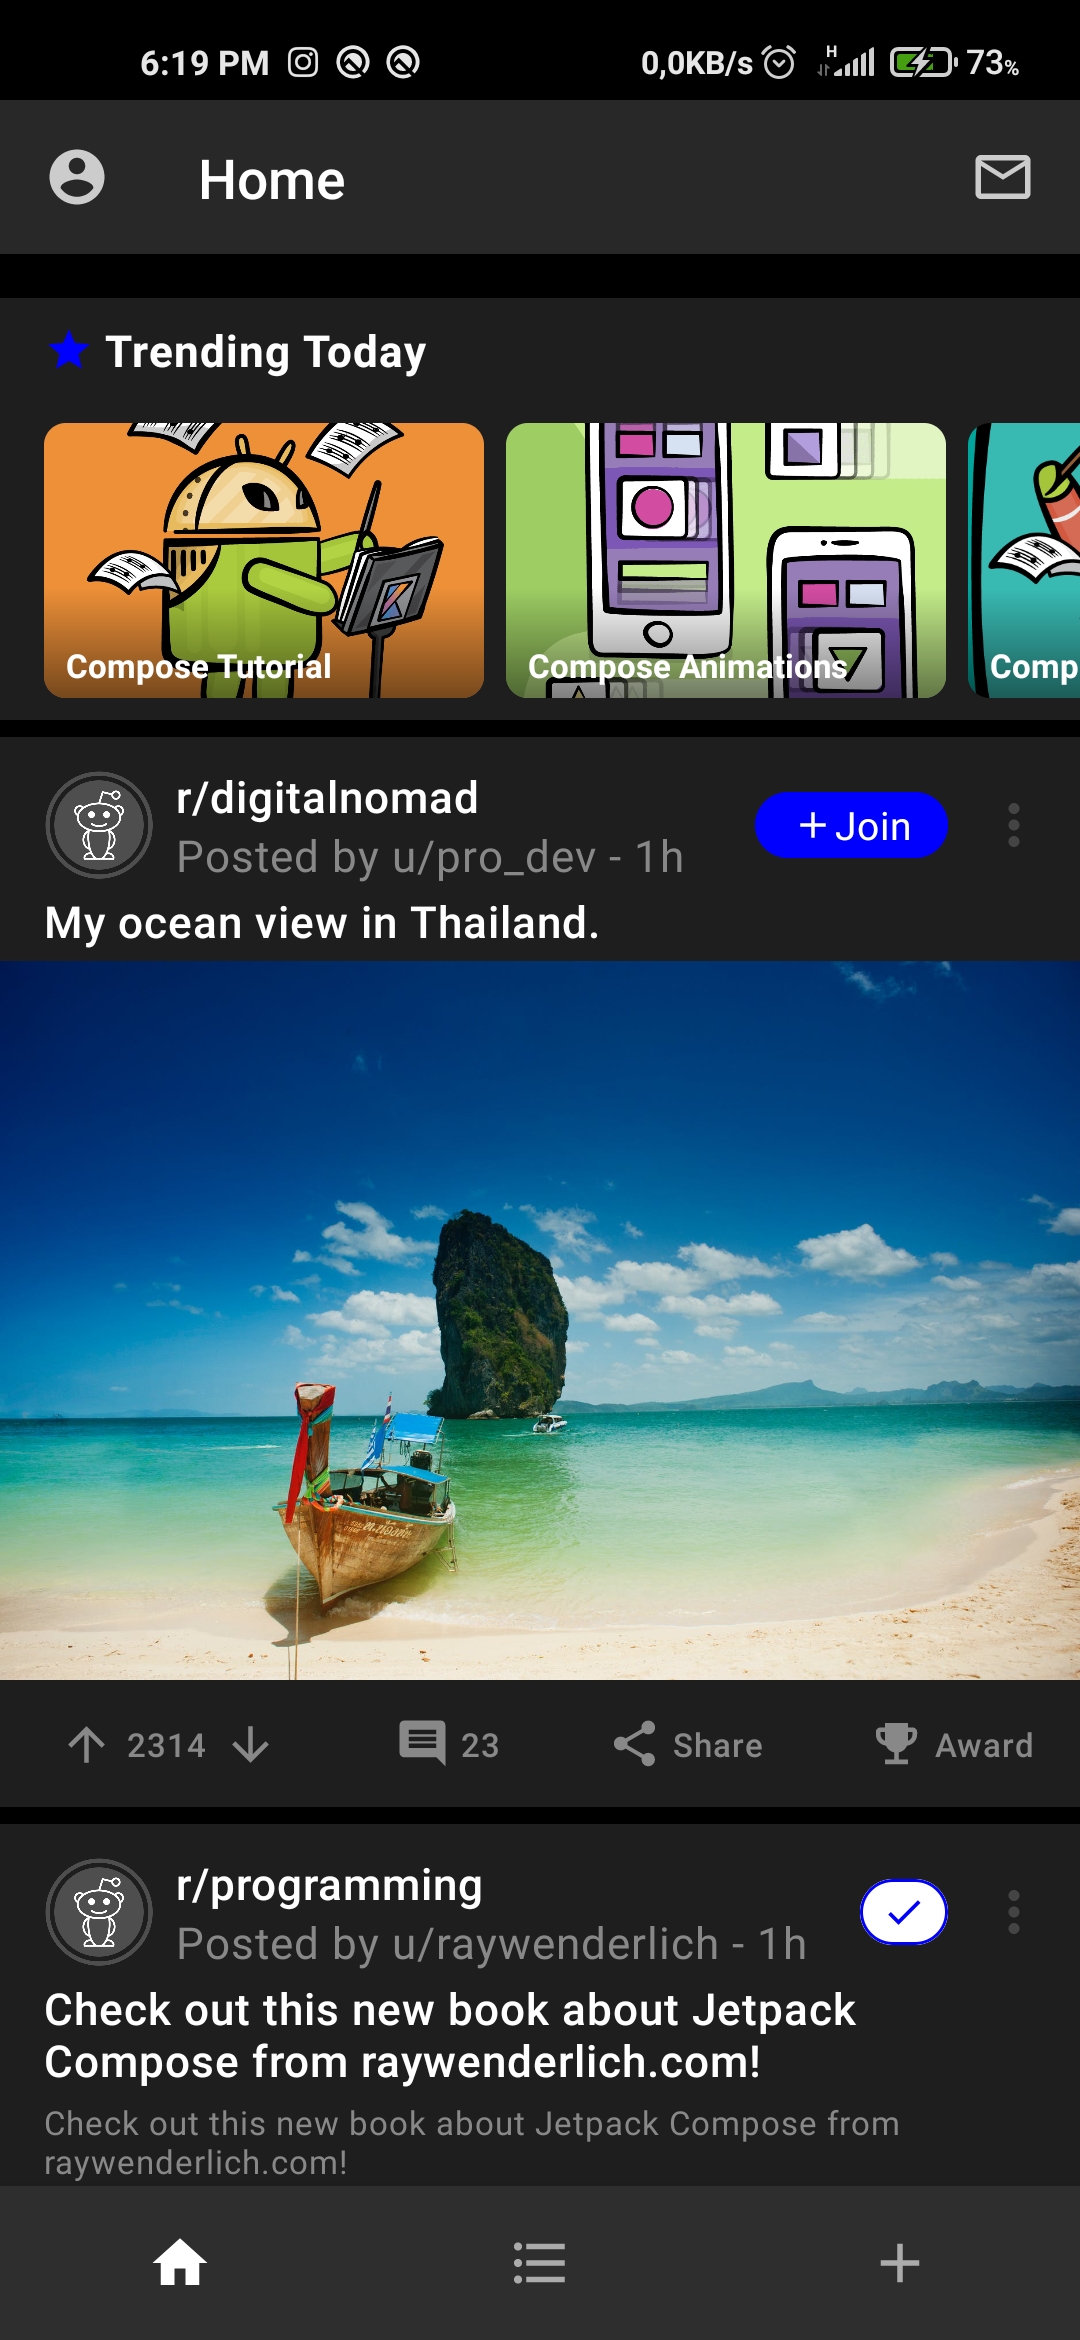 6:19 PM 0,0KB/s H 73%
Home
Trending Today
Compose Tutorial
Compose Animations
Comp
r/digitalnomad
Posted by u/pro_dev - 1h
+ Join
My ocean view in Thailand.
2314
23
Share
Award
r/programming
Posted by u/raywenderlich - 1h
Check out this new book about Jetpack
Compose from raywenderlich.com!
Check out this new book about Jetpack Compose from
raywenderlich.com!